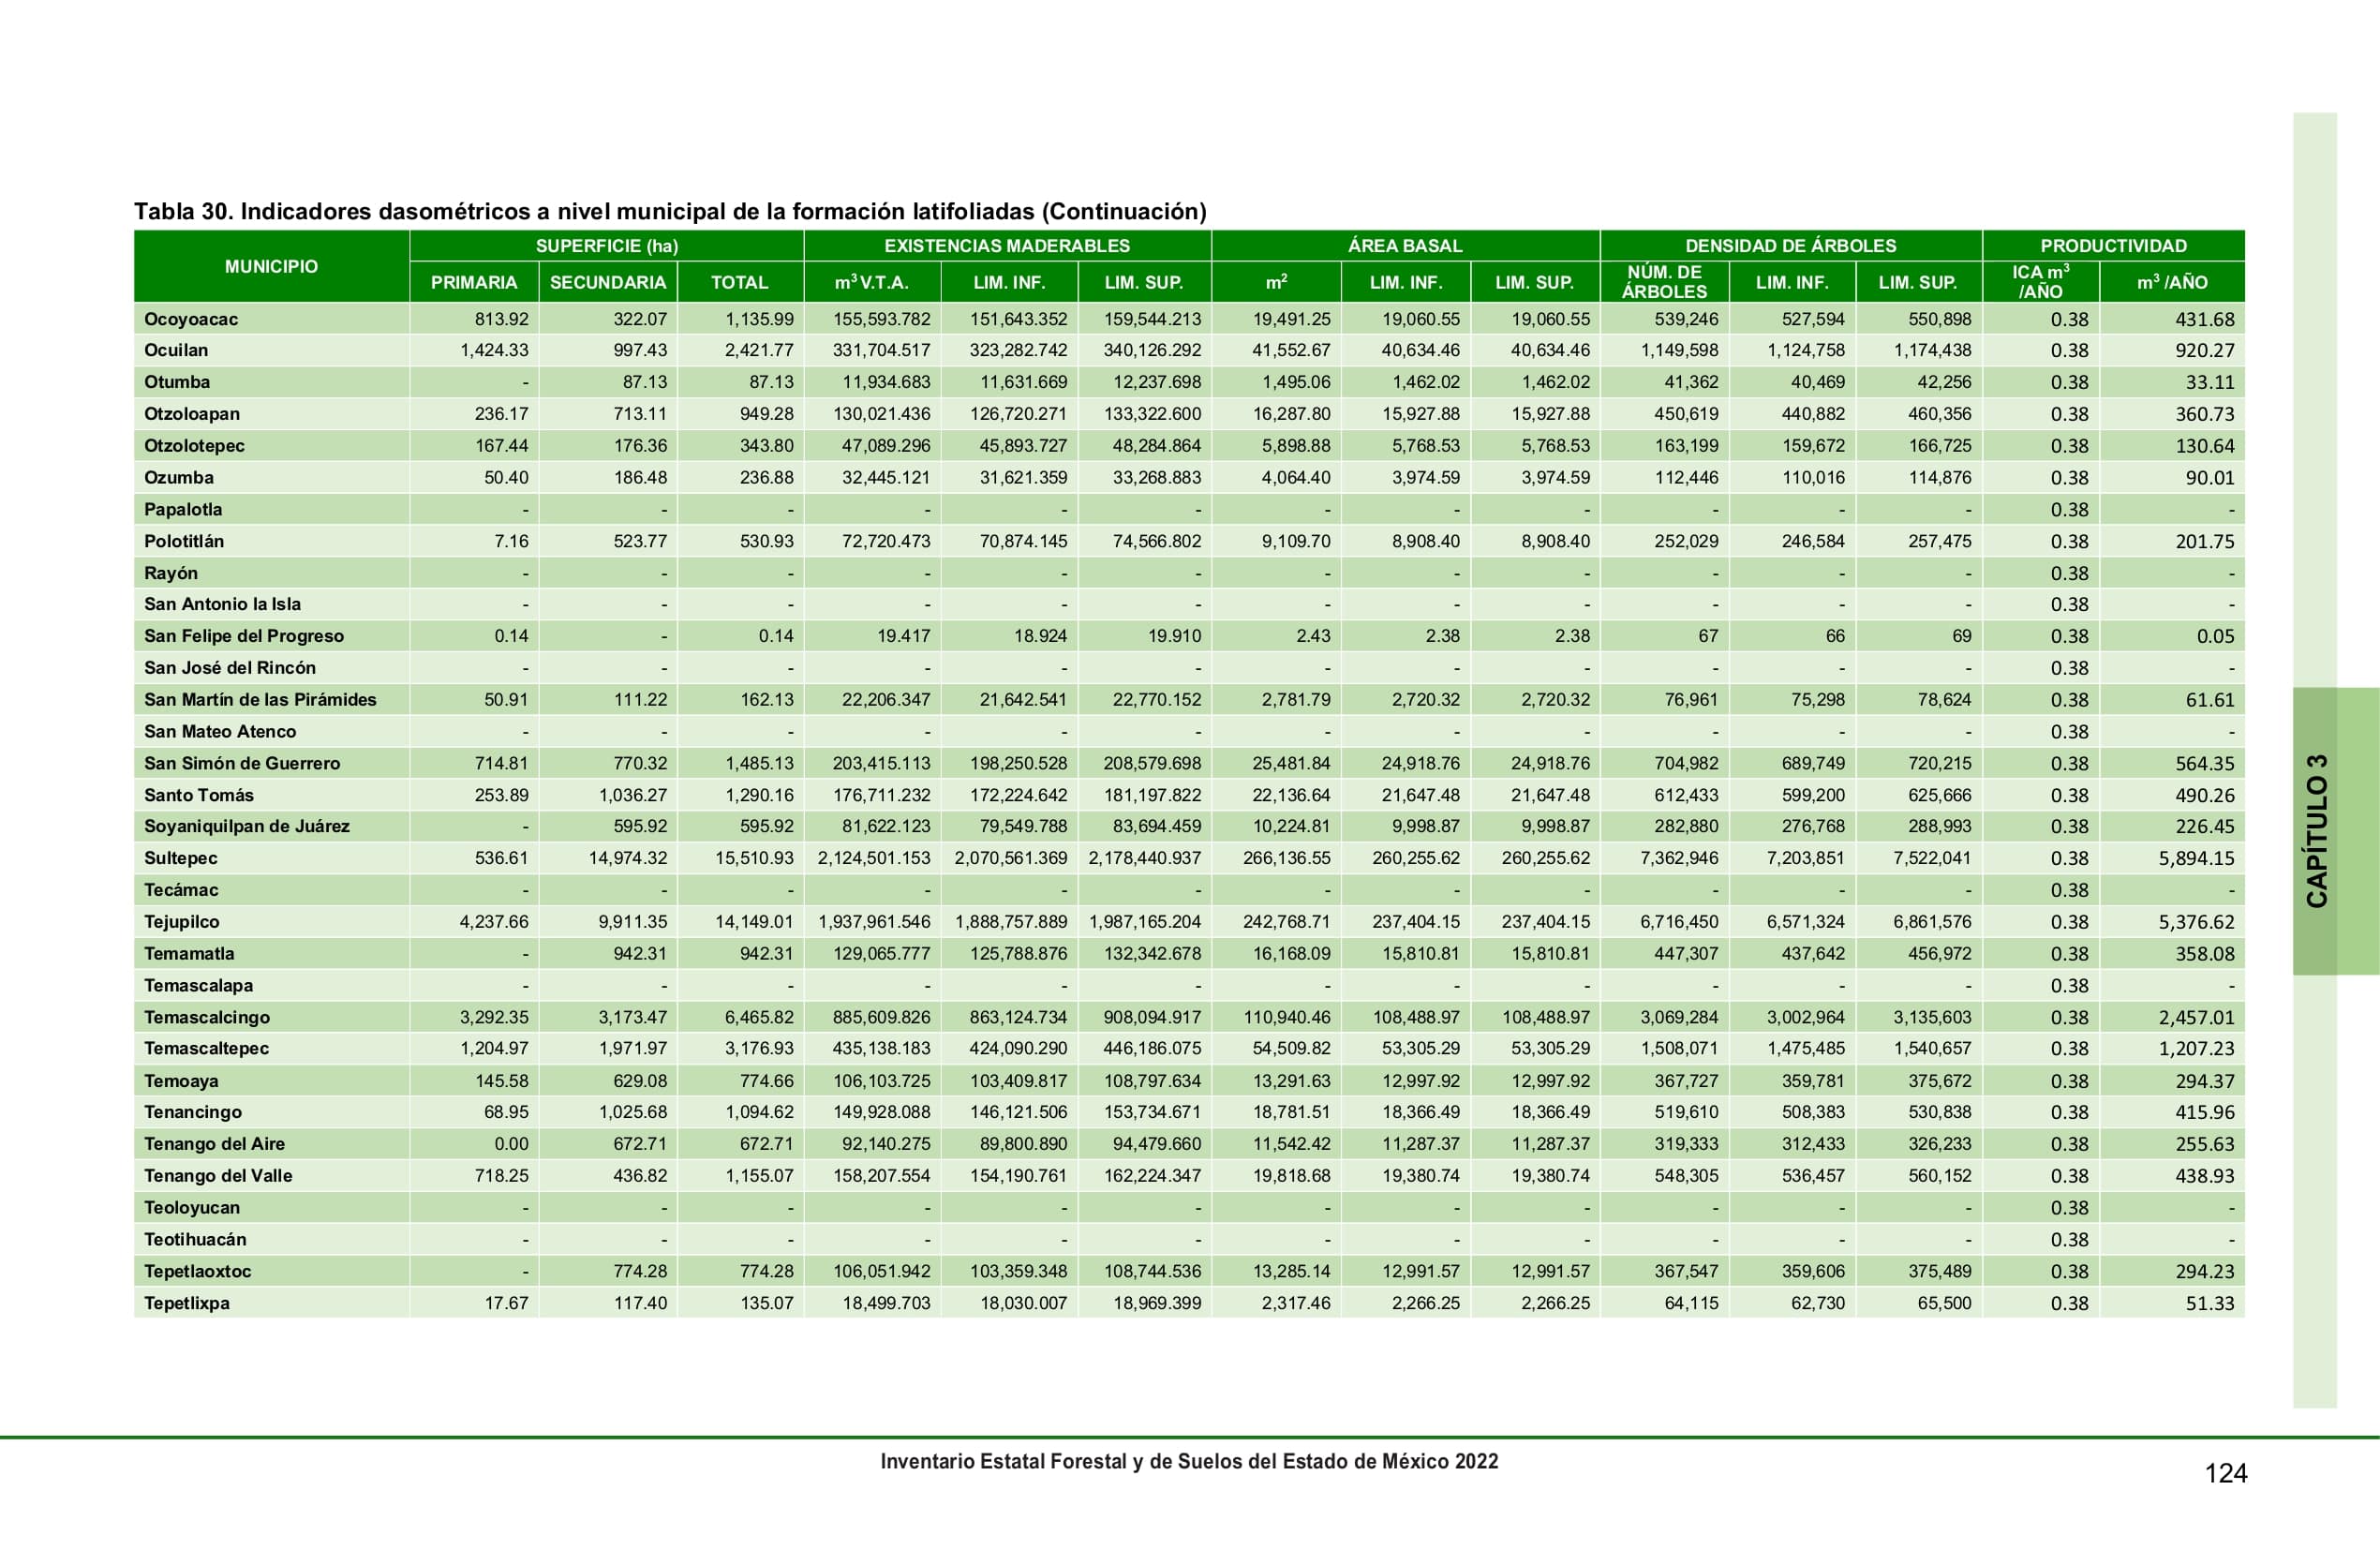 Tabla 30. Indicadores dasométricos a nivel municipal de la formación latifoliadas (Continuación)
MUNICIPIO SUPERFICIE (ha) EXISTENCIAS MADERABLES ÁREA BASAL DENSIDAD DE ÁRBOLES PRODUCTIVIDAD
PRIMARIA SECUNDARIA TOTAL m³ V.T.A. LIM. INF. LIM. SUP. m² LIM. INF. LIM. SUP. NÚM. DE ÁRBOLES LIM. INF. LIM. SUP. ICA m³ /AÑO m³ /AÑO
Ocoyoacac 813.92 322.07 1,135.99 155,593.782 151,643.352 159,544.213 19,491.25 19,060.55 19,060.55 539,246 527,594 550,898 0.38 431.68
Ocuilan 1,424.33 997.43 2,421.77 331,704.517 323,282.742 340,126.292 41,552.67 40,634.46 40,634.46 1,149,598 1,124,758 1,174,438 0.38 920.27
Otumba - 87.13 87.13 11,934.683 11,631.669 12,237.698 1,495.06 1,462.02 1,462.02 41,362 40,469 42,256 0.38 33.11
Otzoloapan 236.17 713.11 949.28 130,021.436 126,720.271 133,322.600 16,287.80 15,927.88 15,927.88 450,619 440,882 460,356 0.38 360.73
Otzolotepec 167.44 176.36 343.80 47,089.296 45,893.727 48,284.864 5,898.88 5,768.53 5,768.53 163,199 159,672 166,725 0.38 130.64
Ozumba 50.40 186.48 236.88 32,445.121 31,621.359 33,268.883 4,064.40 3,974.59 3,974.59 112,446 110,016 114,876 0.38 90.01
Papalotla - - - - - - - - - - - - 0.38 -
Polotitlán 7.16 523.77 530.93 72,720.473 70,874.145 74,566.802 9,109.70 8,908.40 8,908.40 252,029 246,584 257,475 0.38 201.75
Rayón - - - - - - - - - - - - 0.38 -
San Antonio la Isla - - - - - - - - - - - - 0.38 -
San Felipe del Progreso 0.14 - 0.14 19.417 18.924 19.910 2.43 2.38 2.38 67 66 69 0.38 0.05
San José del Rincón - - - - - - - - - - - - 0.38 -
San Martín de las Pirámides 50.91 111.22 162.13 22,206.347 21,642.541 22,770.152 2,781.79 2,720.32 2,720.32 76,961 75,298 78,624 0.38 61.61
San Mateo Atenco - - - - - - - - - - - - 0.38 -
San Simón de Guerrero 714.81 770.32 1,485.13 203,415.113 198,250.528 208,579.698 25,481.84 24,918.76 24,918.76 704,982 689,749 720,215 0.38 564.35
Santo Tomás 253.89 1,036.27 1,290.16 176,711.232 172,224.642 181,197.822 22,136.64 21,647.48 21,647.48 612,433 599,200 625,666 0.38 490.26
Soyaniquilpan de Juárez - 595.92 595.92 81,622.123 79,549.788 83,694.459 10,224.81 9,998.87 9,998.87 282,880 276,768 288,993 0.38 226.45
Sultepec 536.61 14,974.32 15,510.93 2,124,501.153 2,070,561.369 2,178,440.937 266,136.55 260,255.62 260,255.62 7,362,946 7,203,851 7,522,041 0.38 5,894.15
Tecámac - - - - - - - - - - - - 0.38 -
Tejupilco 4,237.66 9,911.35 14,149.01 1,937,961.546 1,888,757.889 1,987,165.204 242,768.71 237,404.15 237,404.15 6,716,450 6,571,324 6,861,576 0.38 5,376.62
Temamatla - 942.31 942.31 129,065.777 125,788.876 132,342.678 16,168.09 15,810.81 15,810.81 447,307 437,642 456,972 0.38 358.08
Temascalapa - - - - - - - - - - - - 0.38 -
Temascalcingo 3,292.35 3,173.47 6,465.82 885,609.826 863,124.734 908,094.917 110,940.46 108,488.97 108,488.97 3,069,284 3,002,964 3,135,603 0.38 2,457.01
Temascaltepec 1,204.97 1,971.97 3,176.93 435,138.183 424,090.290 446,186.075 54,509.82 53,305.29 53,305.29 1,508,071 1,475,485 1,540,657 0.38 1,207.23
Temoaya 145.58 629.08 774.66 106,103.725 103,409.817 108,797.634 13,291.63 12,997.92 12,997.92 367,727 359,781 375,672 0.38 294.37
Tenancingo 68.95 1,025.68 1,094.62 149,928.088 146,121.506 153,734.671 18,781.51 18,366.49 18,366.49 519,610 508,383 530,838 0.38 415.96
Tenango del Aire 0.00 672.71 672.71 92,140.275 89,800.890 94,479.660 11,542.42 11,287.37 11,287.37 319,333 312,433 326,233 0.38 255.63
Tenango del Valle 718.25 436.82 1,155.07 158,207.554 154,190.761 162,224.347 19,818.68 19,380.74 19,380.74 548,305 536,457 560,152 0.38 438.93
Teoloyucan - - - - - - - - - - - - 0.38 -
Teotihuacán - - - - - - - - - - - - 0.38 -
Tepetlaoxtoc - 774.28 774.28 106,051.942 103,359.348 108,744.536 13,285.14 12,991.57 12,991.57 367,547 359,606 375,489 0.38 294.23
Tepetlixpa 17.67 117.40 135.07 18,499.703 18,030.007 18,969.399 2,317.46 2,266.25 2,266.25 64,115 62,730 65,500 0.38 51.33
CAPÍTULO 3
Inventario Estatal Forestal y de Suelos del Estado de México 2022
124